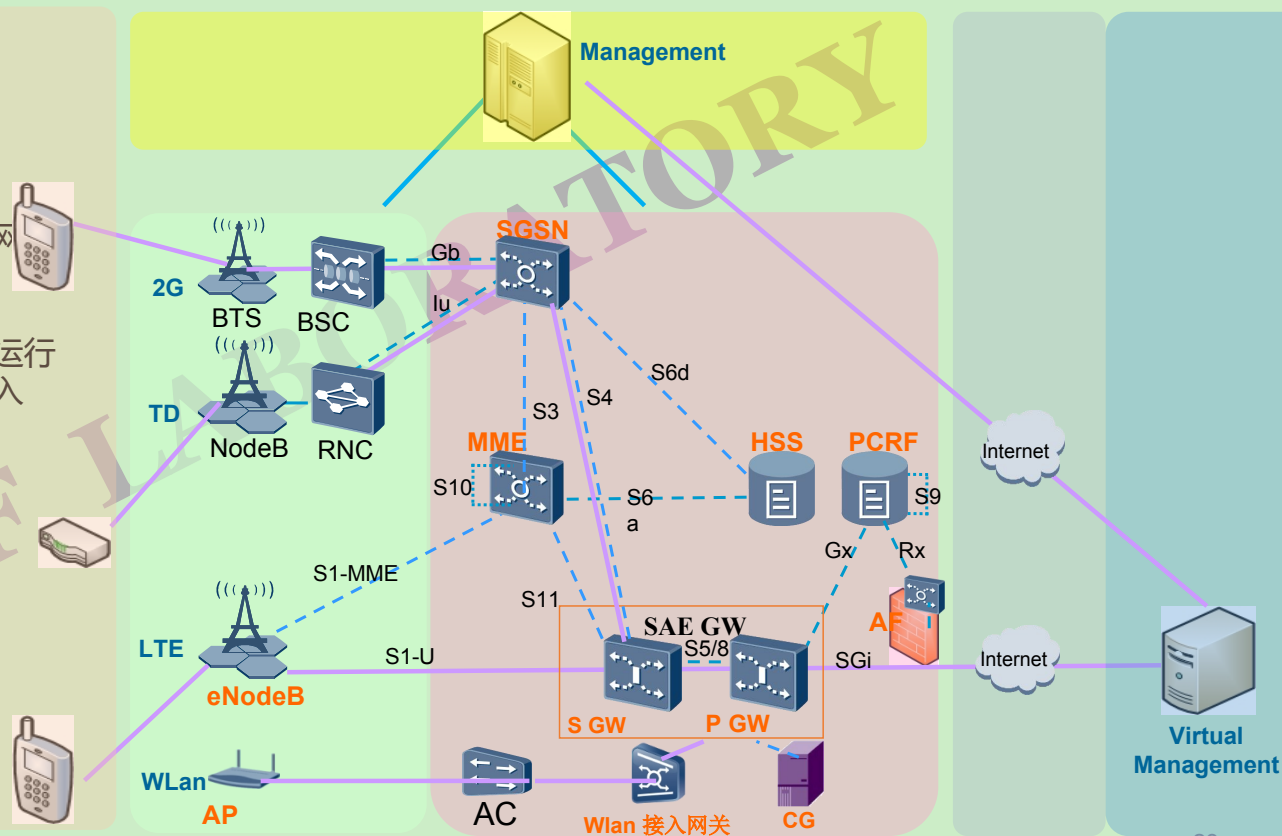 Management
网
SGSN
Gb
2G
BTS
BSC
Iu
运行
入
TD
NodeB
RNC
S6d
S4
S3
MME
HSS
PCRF
Internet
S10
S6
a
S9
Gx
Rx
S1-MME
S11
AF
SAE GW
LTE
S1-U
S5/8
SGi
Internet
eNodeB
S GW
P GW
Virtual
Management
WLan
AP
AC
Wlan 接入网关
CG
F LABORATORY